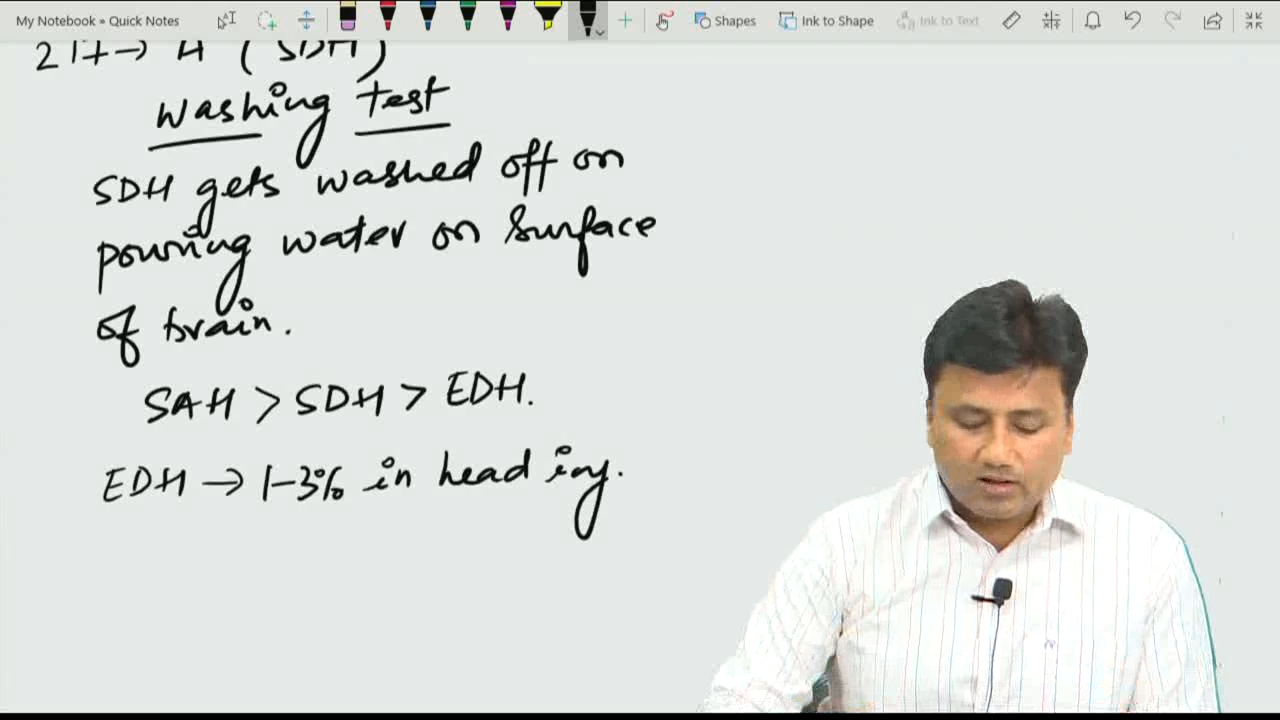 My Notebook » Quick Notes
Shapes
Ink to Shape
Ink to Text
(SDH)
Washing test
SDH gets washed off on
pouring water on surface
of brain.
SAH > SDH > EDH.
EDH → 1-3% in head inj.